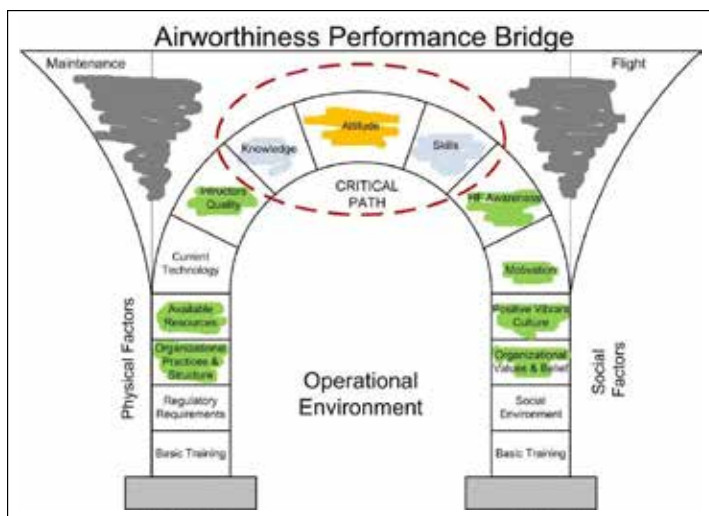 Airworthiness Performance Bridge
Maintenance
Flight
Attitude
Knowledge
Skills
CRITICAL
PATH
Intructors
Quality
HF Awareness
Current
Technology
Motivation
Available
Resources
Positive Vibrant
Culture
Organizational
Practices &
Structure
Organizational
Values & Belief
Regulatory
Requirements
Social
Environment
Basic Training
Basic Training
Physical Factors
Operational
Environment
Social
Factors